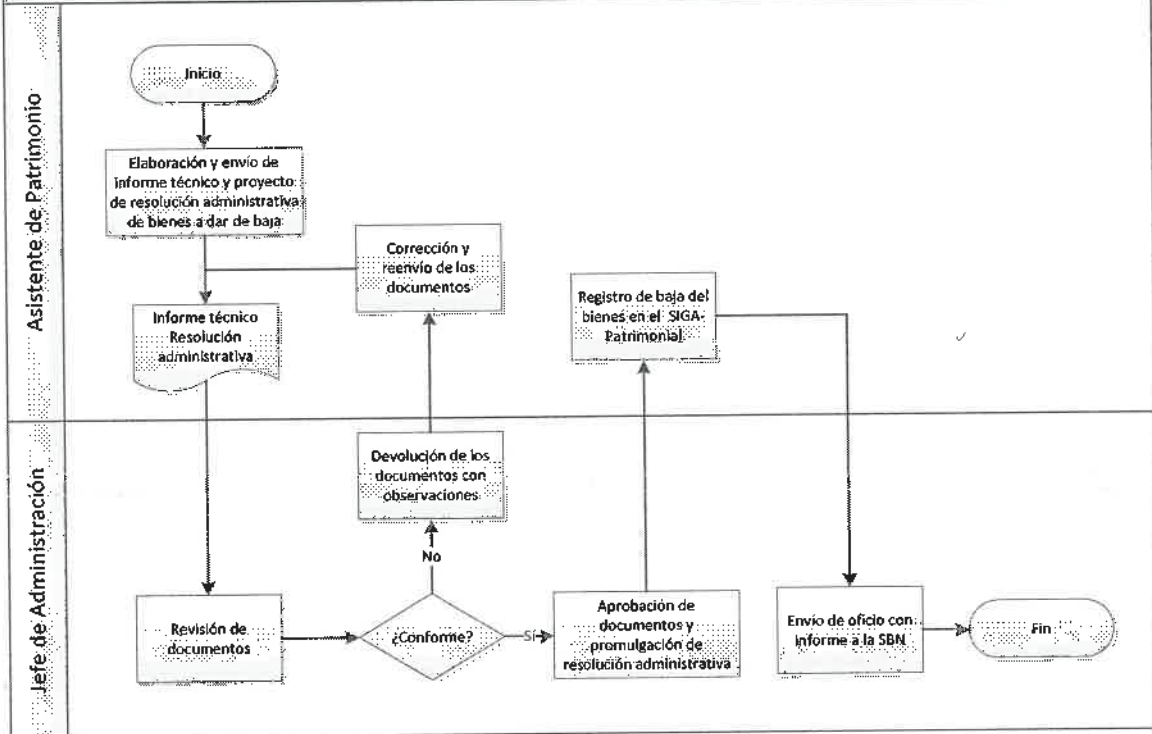 Asistente de Patrimonio
Inicio
Elaboración y envío de
informe técnico y proyecto
de resolución administrativa
de bienes a dar de baja
Corrección y
reenvío de los
documentos
Informe técnico
Resolución
administrativa
Registro de baja del
bienes en el SIGA-
Patrimonial
Jefe de Administración
Devolución de los
documentos con
observaciones
No
Revisión de
documentos
¿Conforme?
Sí
Aprobación de
documentos y
promulgación de
resolución administrativa
Envío de oficio con
informe a la SBN
Fin